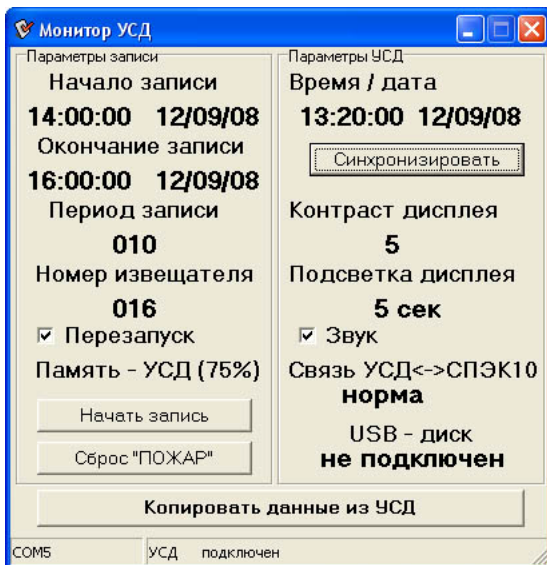 Монитор УСД
Параметры записи
Начало записи
14:00:00 12/09/08
Окончание записи
16:00:00 12/09/08
Период записи
010
Номер извещателя
016
Перезапуск
Память - УСД (75%)
Начать запись
Сброс "ПОЖАР"
Параметры УСД
Время / дата
13:20:00 12/09/08
Синхронизировать
Контраст дисплея
5
Подсветка дисплея
5 сек
Звук
Связь УСД<->СПЭК10
норма
USB - диск
не подключен
Копировать данные из УСД
COM5
УСД подключен